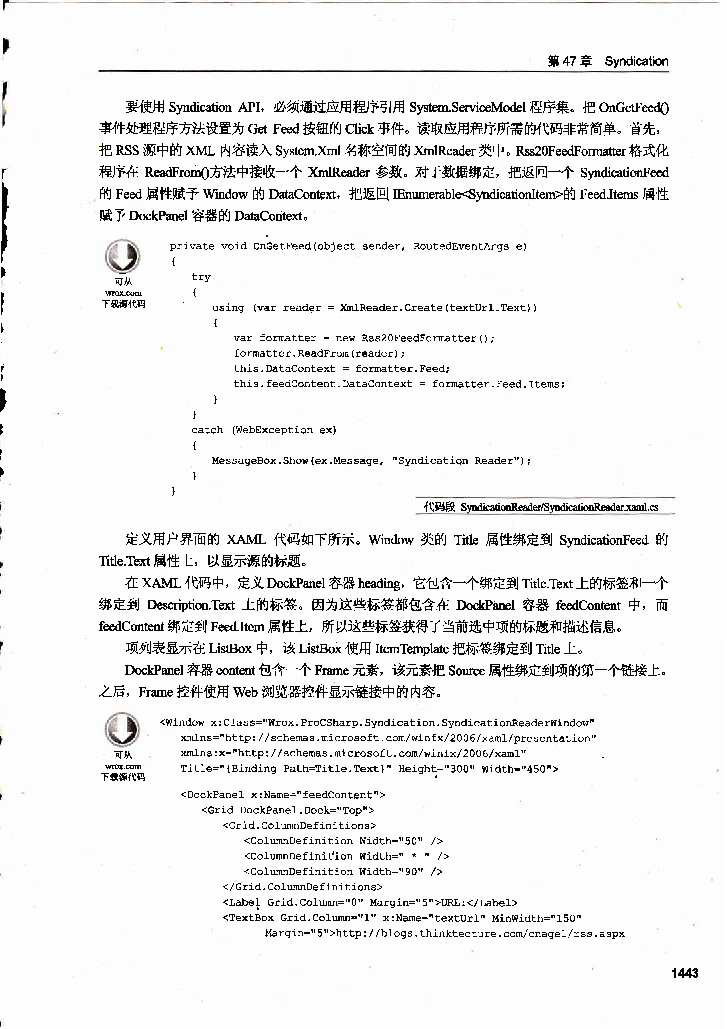 第 47 章 Syndication
要使用 Syndication API，必须通过应用程序引用 System.ServiceModel 程序集。把 OnGetFeed()
事件处理程序方法设置为 Get Feed 按钮的 Click 事件。读取应用程序所需的代码非常简单。首先，
把 RSS 源中的 XML 内容读入 System.Xml 名称空间的 XmlReader 类中。Rss20FeedFormatter 格式化
程序在 ReadFrom()方法中接收一个 XmlReader 参数。对于数据绑定，把返回一个 SyndicationFeed
的 Feed 属性赋予 Window 的 DataContext，把返回 IEnumerable<SyndicationItem>的 Feed.Items 属性
赋予 DockPanel 容器的 DataContext。
private void OnGetFeed(object sender, RoutedEventArgs e)
{
try
{
using (var reader = XmlReader.Create(textUrl.Text))
{
var formatter = new Rss20FeedFormatter();
formatter.ReadFrom(reader);
this.DataContext = formatter.Feed;
this.feedContent.DataContext = formatter.Feed.Items;
}
}
catch (WebException ex)
{
MessageBox.Show(ex.Message, "Syndication Reader");
}
}
可从
wrox.com
下载源代码
代码段 SyndicationReader/SyndicationReader.xaml.cs
定义用户界面的 XAML 代码如下所示。Window 类的 Title 属性绑定到 SyndicationFeed 的
Title.Text 属性上，以显示源的标题。
在 XAML 代码中，定义 DockPanel 容器 heading，它包含一个绑定到 Title.Text 上的标签和一个
绑定到 Description.Text 上的标签。因为这些标签都包含在 DockPanel 容器 feedContent 中，而
feedContent 绑定到 Feed.Item 属性上，所以这些标签获得了当前选中项的标题和描述信息。
项列表显示在 ListBox 中，该 ListBox 使用 ItemTemplate 把标签绑定到 Title 上。
DockPanel 容器 content 包含一个 Frame 元素，该元素把 Source 属性绑定到项的第一个链接上。
之后，Frame 控件使用 Web 浏览器控件显示链接中的内容。
<Window x:Class="Wrox.ProCSharp.Syndication.SyndicationReaderWindow"
xmlns="http://schemas.microsoft.com/winfx/2006/xaml/presentation"
xmlns:x="http://schemas.microsoft.com/winfx/2006/xaml"
Title="{Binding Path=Title.Text}" Height="300" Width="450">
可从
wrox.com
下载源代码
<DockPanel x:Name="feedContent">
<Grid DockPanel.Dock="Top">
<Grid.ColumnDefinitions>
<ColumnDefinition Width="50" />
<ColumnDefinition Width=" * " />
<ColumnDefinition Width="90" />
</Grid.ColumnDefinitions>
<Label Grid.Column="0" Margin="5">URL:</Label>
<TextBox Grid.Column="1" x:Name="textUrl" MinWidth="150"
Margin="5">http://blogs.thinktecture.com/cnagel/rss.aspx
1443